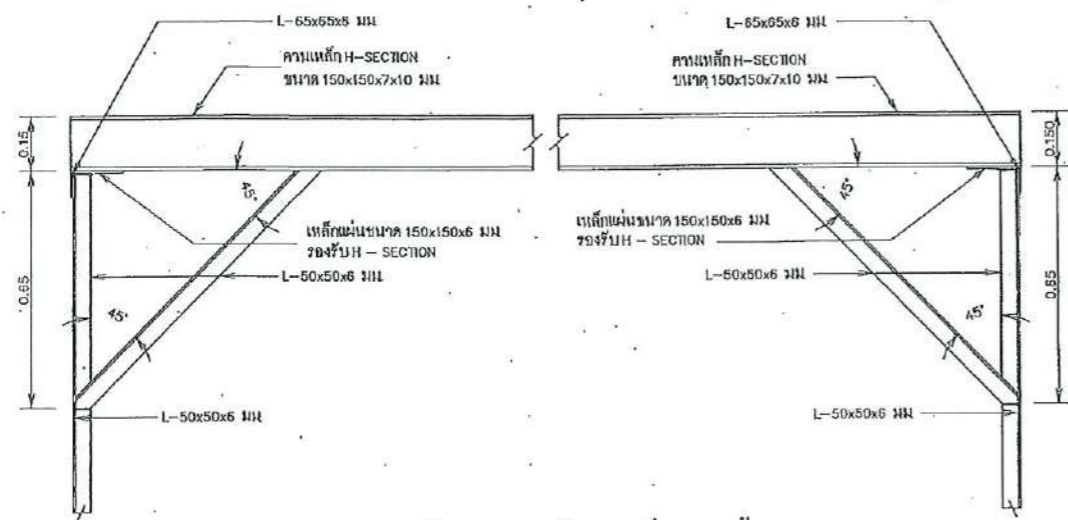 L-65x65x6 มม
L-65x65x6 มม
คานเหล็ก H-SECTION
ขนาด 150x150x7x10 มม
คานเหล็ก H-SECTION
ขนาด 150x150x7x10 มม
0.15
0.150
45°
45°
เหล็กแผ่นขนาด 150x150x6 มม
รองรับ H - SECTION
เหล็กแผ่นขนาด 150x150x6 มม
รองรับ H - SECTION
L-50x50x6 มม
L-50x50x6 มม
0.65
0.65
45°
45°
L-50x50x6 มม
L-50x50x6 มม